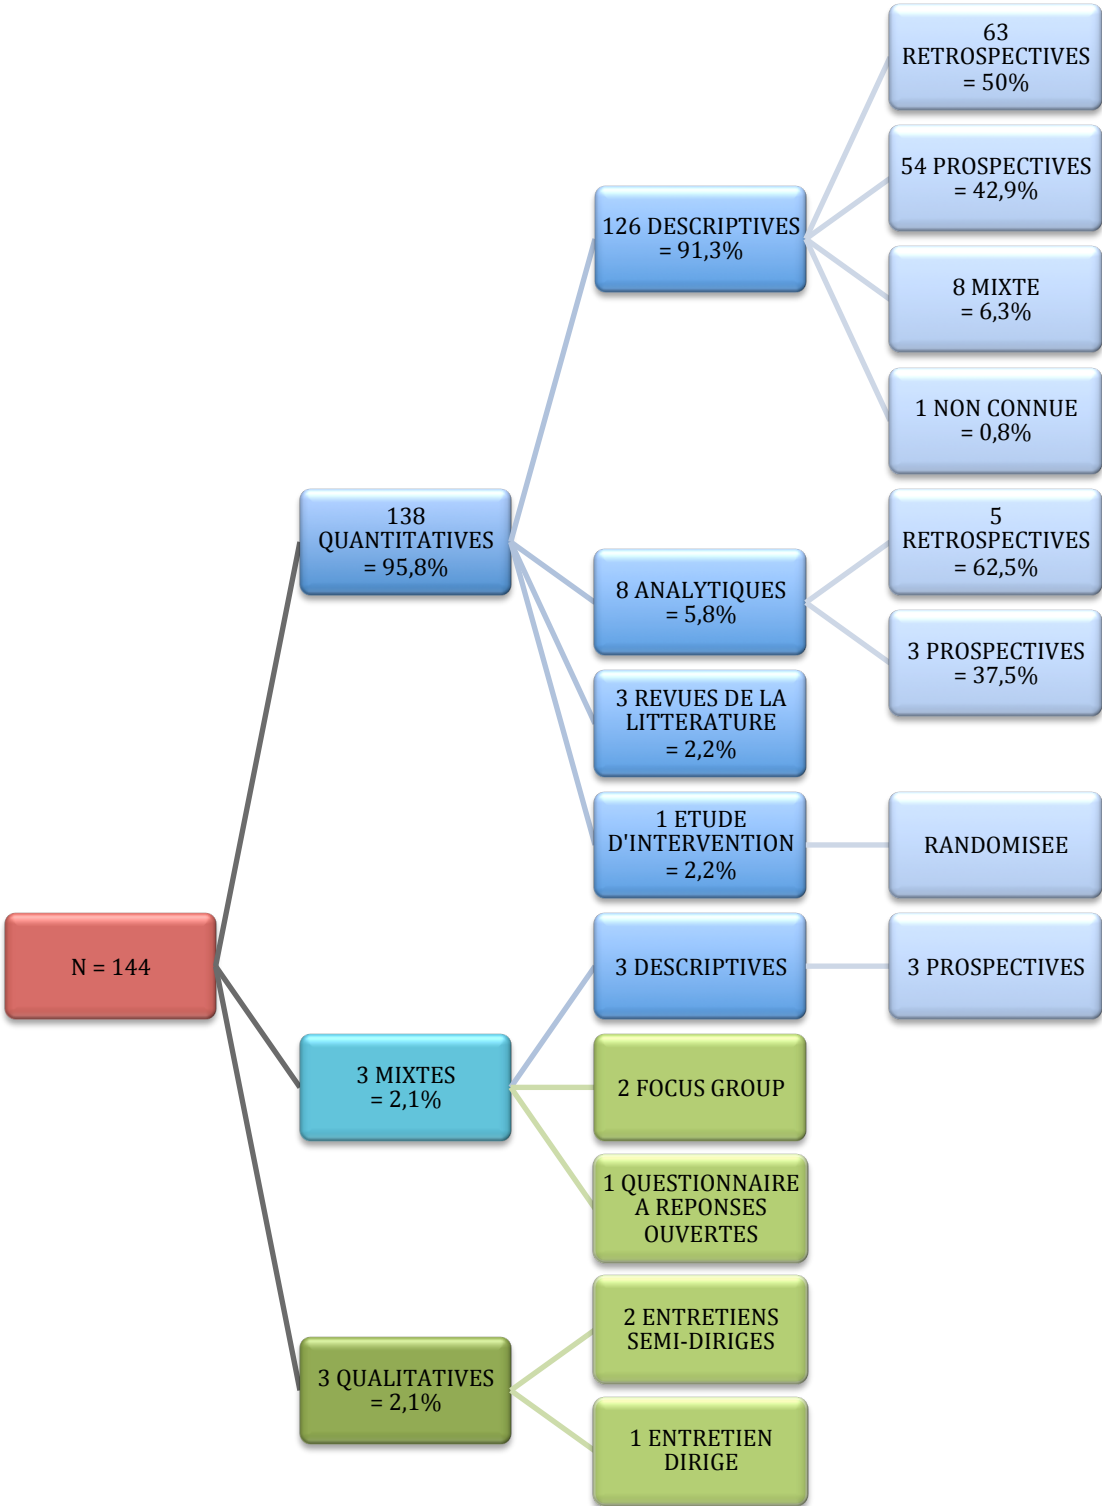 63
RETROSPECTIVES
= 50%
54 PROSPECTIVES
= 42,9%
126 DESCRIPTIVES
= 91,3%
8 MIXTE
= 6,3%
1 NON CONNUE
= 0,8%
138
QUANTITATIVES
= 95,8%
5
RETROSPECTIVES
= 62,5%
8 ANALYTIQUES
= 5,8%
3 PROSPECTIVES
= 37,5%
3 REVUES DE LA
LITTERATURE
= 2,2%
1 ETUDE
D'INTERVENTION
= 2,2%
RANDOMISEE
N = 144
3 DESCRIPTIVES
3 PROSPECTIVES
3 MIXTES
= 2,1%
2 FOCUS GROUP
1 QUESTIONNAIRE
A REPONSES
OUVERTES
3 QUALITATIVES
= 2,1%
2 ENTRETIENS
SEMI-DIRIGES
1 ENTRETIEN
DIRIGE